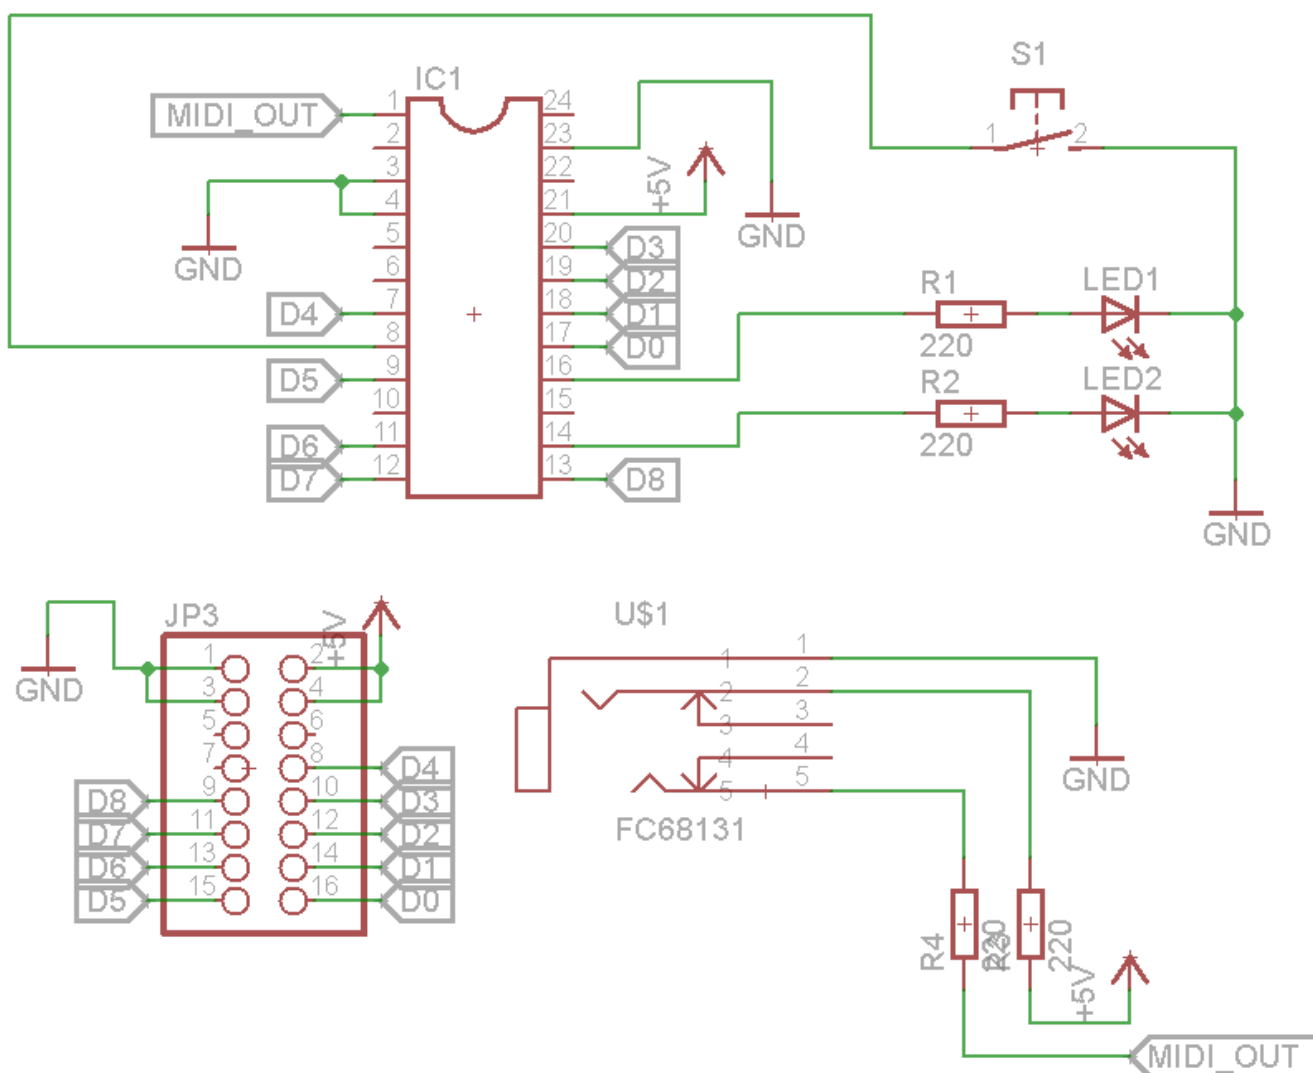 S1
IC1
MIDI_OUT
1 24
2 23
3 22
4 21
5 20
6 19
7 18
8 17
9 16
10 15
11 14
12 13
1 2
+5V
GND
GND
D3
D2
D1
D0
D4
D5
D6
D7
D8
R1
220
LED1
R2
220
LED2
GND
JP3
+5V
GND
1 2
3 4
5 6
7 8
9 10
11 12
13 14
15 16
D4
D8 D3
D7 D2
D6 D1
D5 D0
U$1
1 1
2 2
3 3
4 4
5 5
FC68131
GND
R4
220
R3
220
+5V
MIDI_OUT